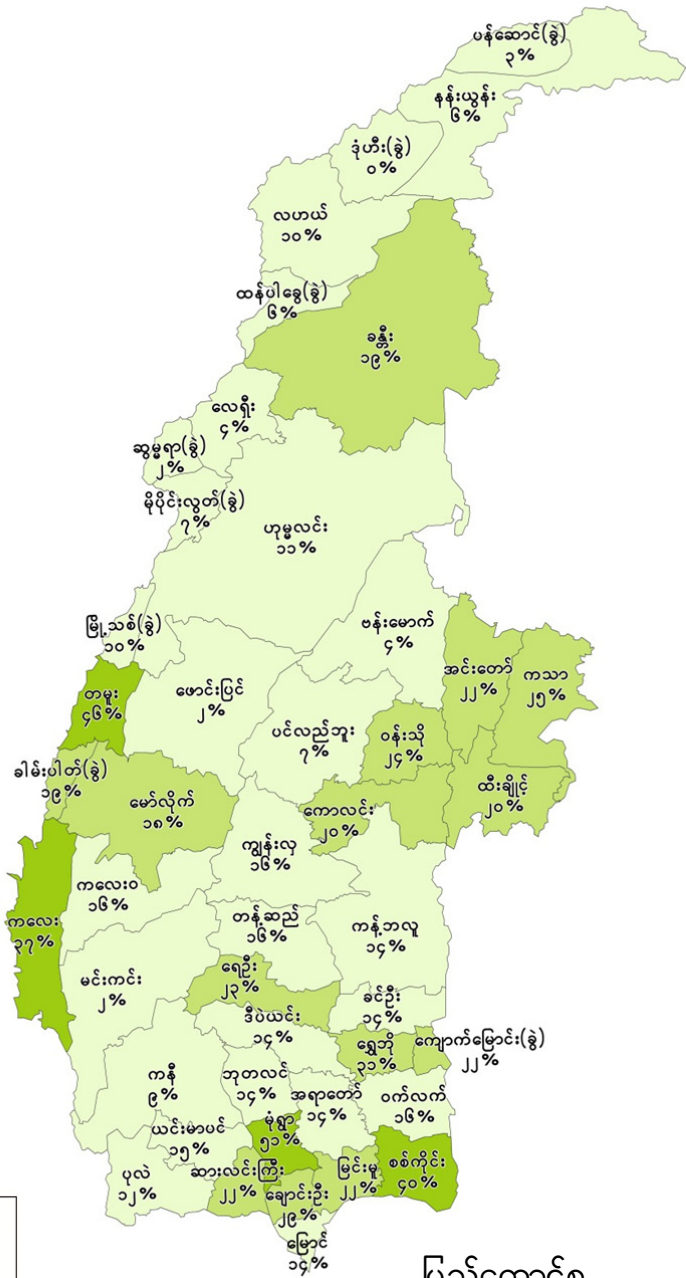 ပန်ဆောင်(ခွဲ)
၃%
နန်းယွန်း
၆%
ဒုံဟီး(ခွဲ)
၀%
လဟယ်
၁၀%
ထန်ပါခွေ(ခွဲ)
၆%
ခန္တီး
၁၉%
လေရှီး
၄%
ဆွမ္မရာ(ခွဲ)
၂%
မိုပိုင်းလွတ်(ခွဲ)
၇%
ဟုမ္မလင်း
၁၁%
ဗန်းမောက်
၄%
မြို့သစ်(ခွဲ)
၁၀%
အင်းတော်
၂၂%
ကသာ
၂၅%
တမူး
၄၆%
ဖောင်းပြင်
၂%
ပင်လည်ဘူး
၇%
ဝန်းသို
၂၄%
ခါမ်းပါတ်(ခွဲ)
၁၉%
မော်လိုက်
၁၈%
ထီးချိုင့်
၂၀%
ကောလင်း
၂၀%
ကျွန်းလှ
၁၆%
ကလေးဝ
၁၆%
ကလေး
၃၇%
တန့်ဆည်
၁၆%
ကန့်ဘလူ
၁၄%
မင်းကင်း
၂%
ရေဦး
၂၃%
ခင်ဦး
၁၄%
ဒီပဲယင်း
၁၄%
ရွှေဘို
၃၁%
ကျောက်မြောင်း(ခွဲ)
၂၂%
ကနီ
၉%
ဘုတလင်
၁၄%
အရာတော်
၁၄%
ဝက်လက်
၁၆%
မုံရွာ
၅၁%
ယင်းမာပင်
၁၅%
ပုလဲ
၁၂%
ဆားလင်းကြီး
၂၂%
ချောင်းဦး
၂၉%
မြင်းမူ
၂၂%
စစ်ကိုင်း
၄၀%
မြောင်
၁၄%